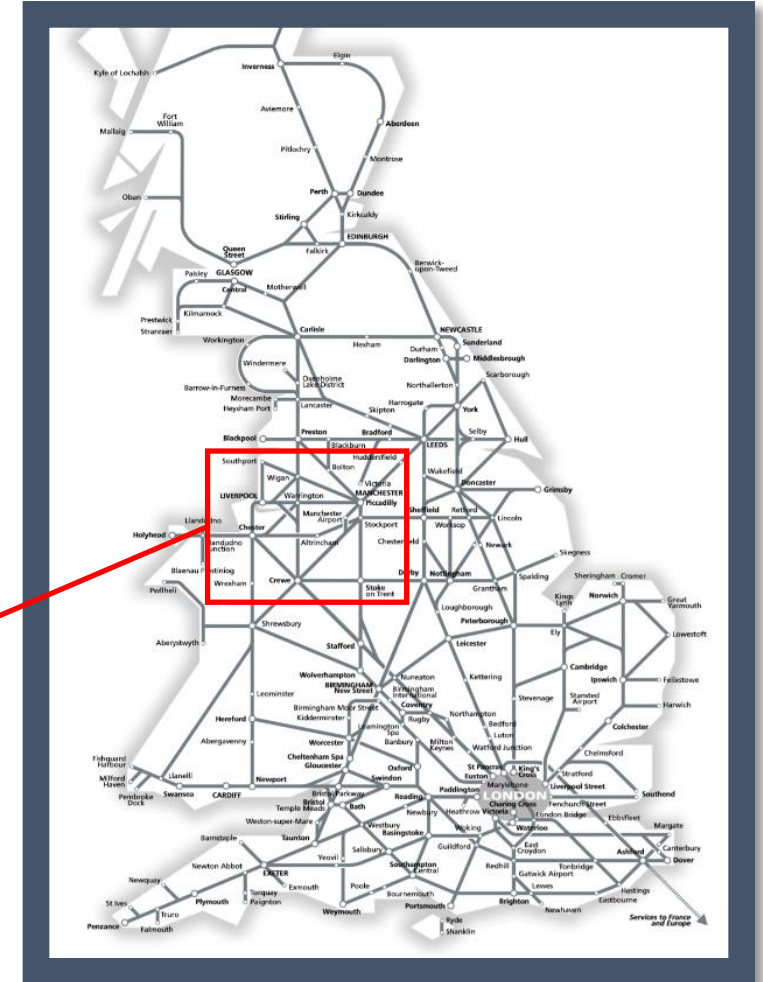 Elgin
Inverness
Kyle of Lochalsh
Aviemore
Fort
William
Aberdeen
Mallaig
Pitlochry
Montrose
Perth
Dundee
Oban
Stirling
Kirkcaldy
EDINBURGH
Queen
Street
Falkirk
Berwick-
upon-Tweed
Paisley
GLASGOW
Central
Motherwell
Kilmarnock
Prestwick
Stranraer
Carlisle
NEWCASTLE
Workington
Hexham
Durham
Sunderland
Darlington
Middlesbrough
Windermere
Scarborough
Oxenholme
Lake District
Barrow-in-Furness
Northallerton
Morecambe
Heysham Port
Lancaster
Harrogate
Skipton
York
Selby
Blackpool
Preston
Bradford
LEEDS
Hull
Blackburn
Huddersfield
Southport
Bolton
Wakefield
Wigan
Victoria
MANCHESTER
Piccadilly
Doncaster
Grimsby
LIVERPOOL
Warrington
Manchester
Airport
Sheffield
Retford
Lincoln
Llandudno
Stockport
Worksop
Holyhead
Chester
Llandudno
Junction
Altrincham
Chesterfield
Newark
Skegness
Blaenau Ffestiniog
Wrexham
Crewe
Derby
Nottingham
Spalding
Sheringham
Cromer
Pwllheli
Stoke
on Trent
Grantham
Kings
Lynn
Norwich
Great
Yarmouth
Loughborough
Peterborough
Aberystwyth
Shrewsbury
Ely
Lowestoft
Stafford
Leicester
Wolverhampton
Nuneaton
Kettering
Cambridge
BIRMINGHAM
New Street
Birmingham
International
Ipswich
Felixstowe
Leominster
Coventry
Stevenage
Stansted
Airport
Harwich
Birmingham Moor Street
Kidderminster
Rugby
Northampton
Hereford
Leamington
Spa
Bedford
Colchester
Worcester
Banbury
Milton
Keynes
Luton
Abergavenny
Watford Junction
Chelmsford
Fishguard
Harbour
Cheltenham Spa
Gloucester
Oxford
St Pancras
King's
Cross
Stratford
Milford
Haven
Llanelli
Newport
Swindon
Euston
Marylebone
Liverpool Street
Pembroke
Dock
Swansea
CARDIFF
Bristol Parkway
Reading
Paddington
LONDON
Southend
Bristol
Temple Meads
Bath
Newbury
Heathrow
Victoria
Charing Cross
Fenchurch Street
Weston-super-Mare
Westbury
London Bridge
Ebbsfleet
Basingstoke
Woking
Waterloo
Margate
Barnstaple
Taunton
Salisbury
Guildford
East
Croydon
Canterbury
Yeovil
Ashford
Dover
Newton Abbot
Southampton
Central
Redhill
Tonbridge
EXETER
Gatwick Airport
Newquay
Exmouth
Poole
Lewes
Hastings
St Ives
Plymouth
Torquay
Paignton
Bournemouth
Eastbourne
Truro
Weymouth
Portsmouth
Brighton
Newhaven
Penzance
Falmouth
Ryde
Shanklin
Services to France
and Europe